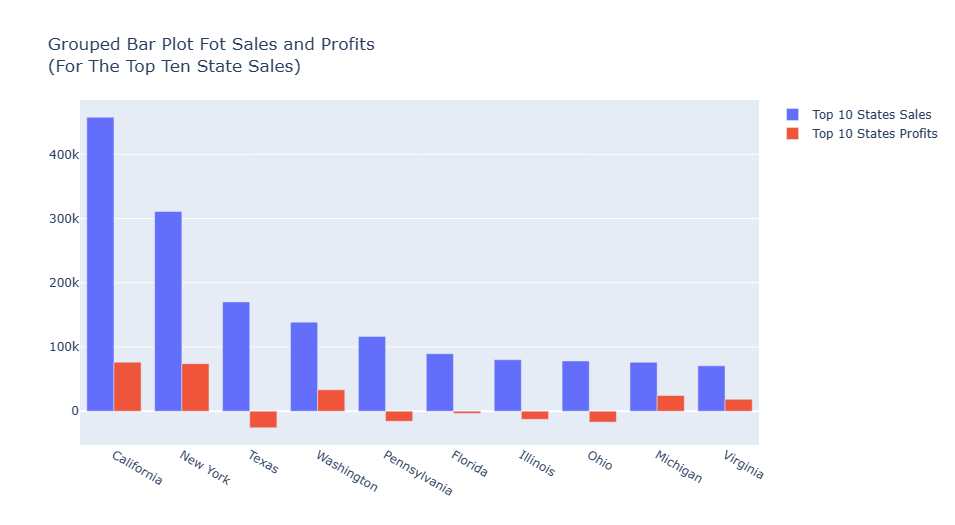 Grouped Bar Plot Fot Sales and Profits
(For The Top Ten State Sales)
Top 10 States Sales
Top 10 States Profits
400k
300k
200k
100k
0
California
New York
Texas
Washington
Pennsylvania
Florida
Illinois
Ohio
Michigan
Virginia